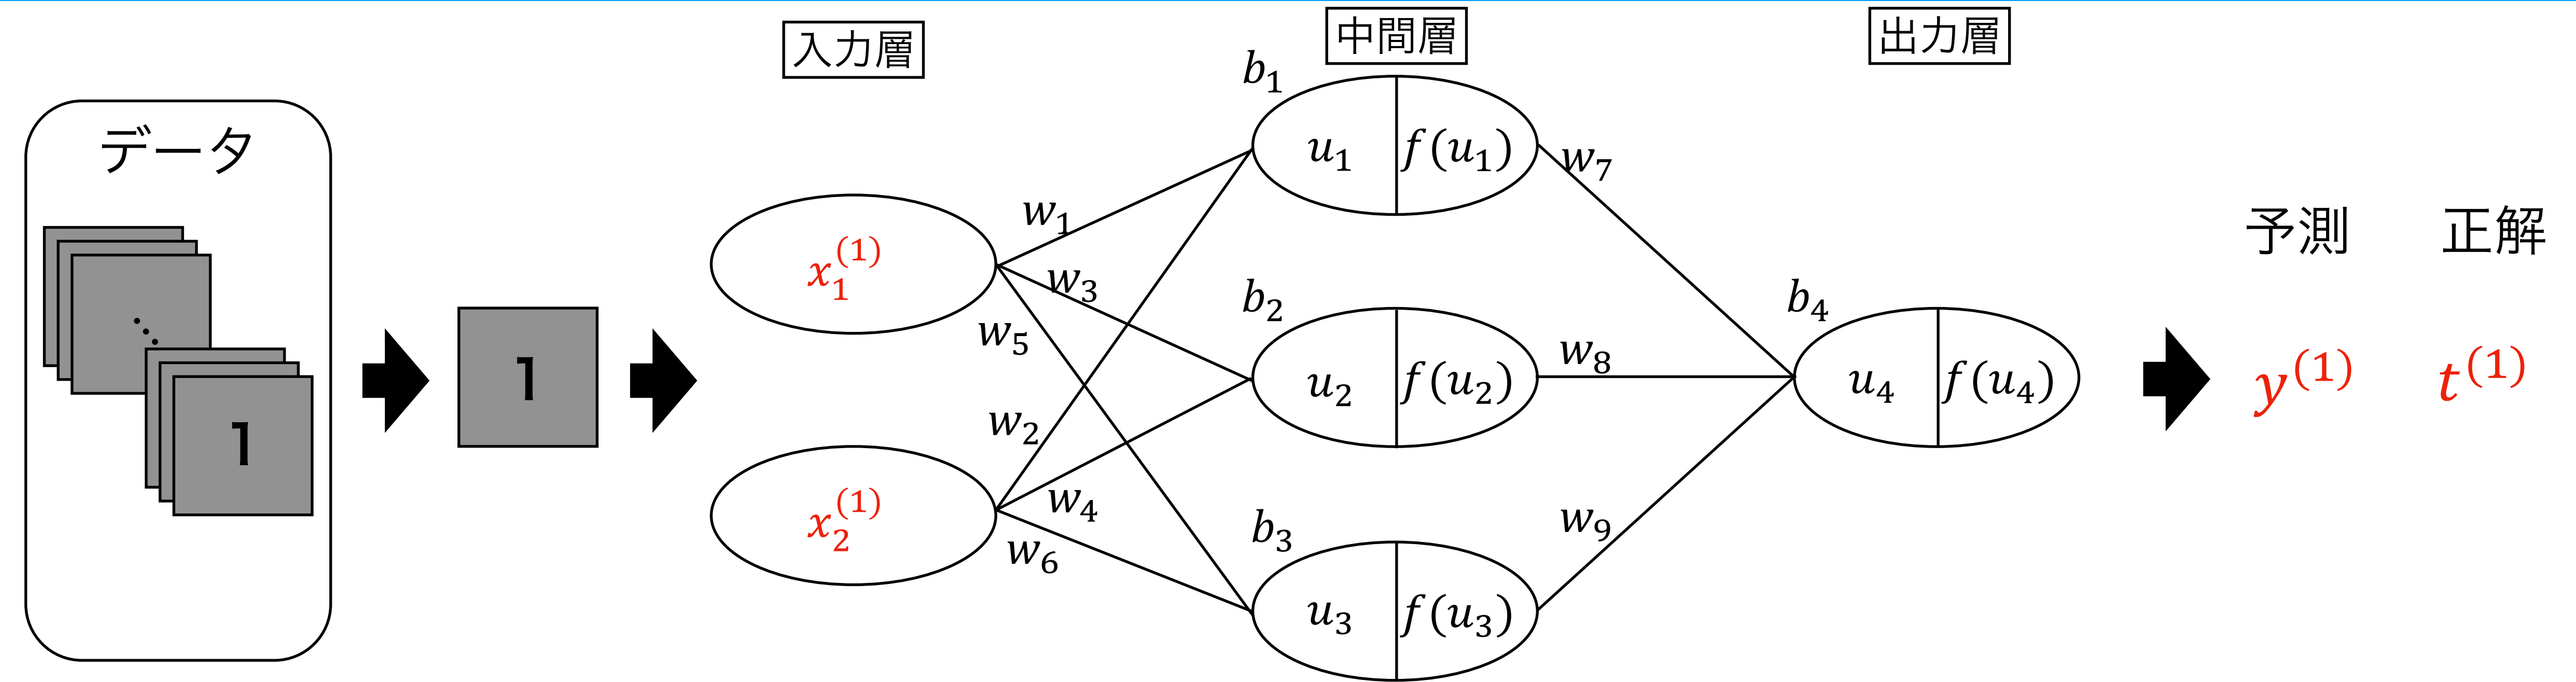 入力層
中間層
出力層
データ
1
1
x₁⁽¹⁾
x₂⁽¹⁾
w₁
w₃
w₅
w₂
w₄
w₆
b₁
u₁ f(u₁)
b₂
u₂ f(u₂)
b₃
u₃ f(u₃)
w₇
w₈
w₉
b₄
u₄ f(u₄)
予測 正解
y⁽¹⁾ t⁽¹⁾